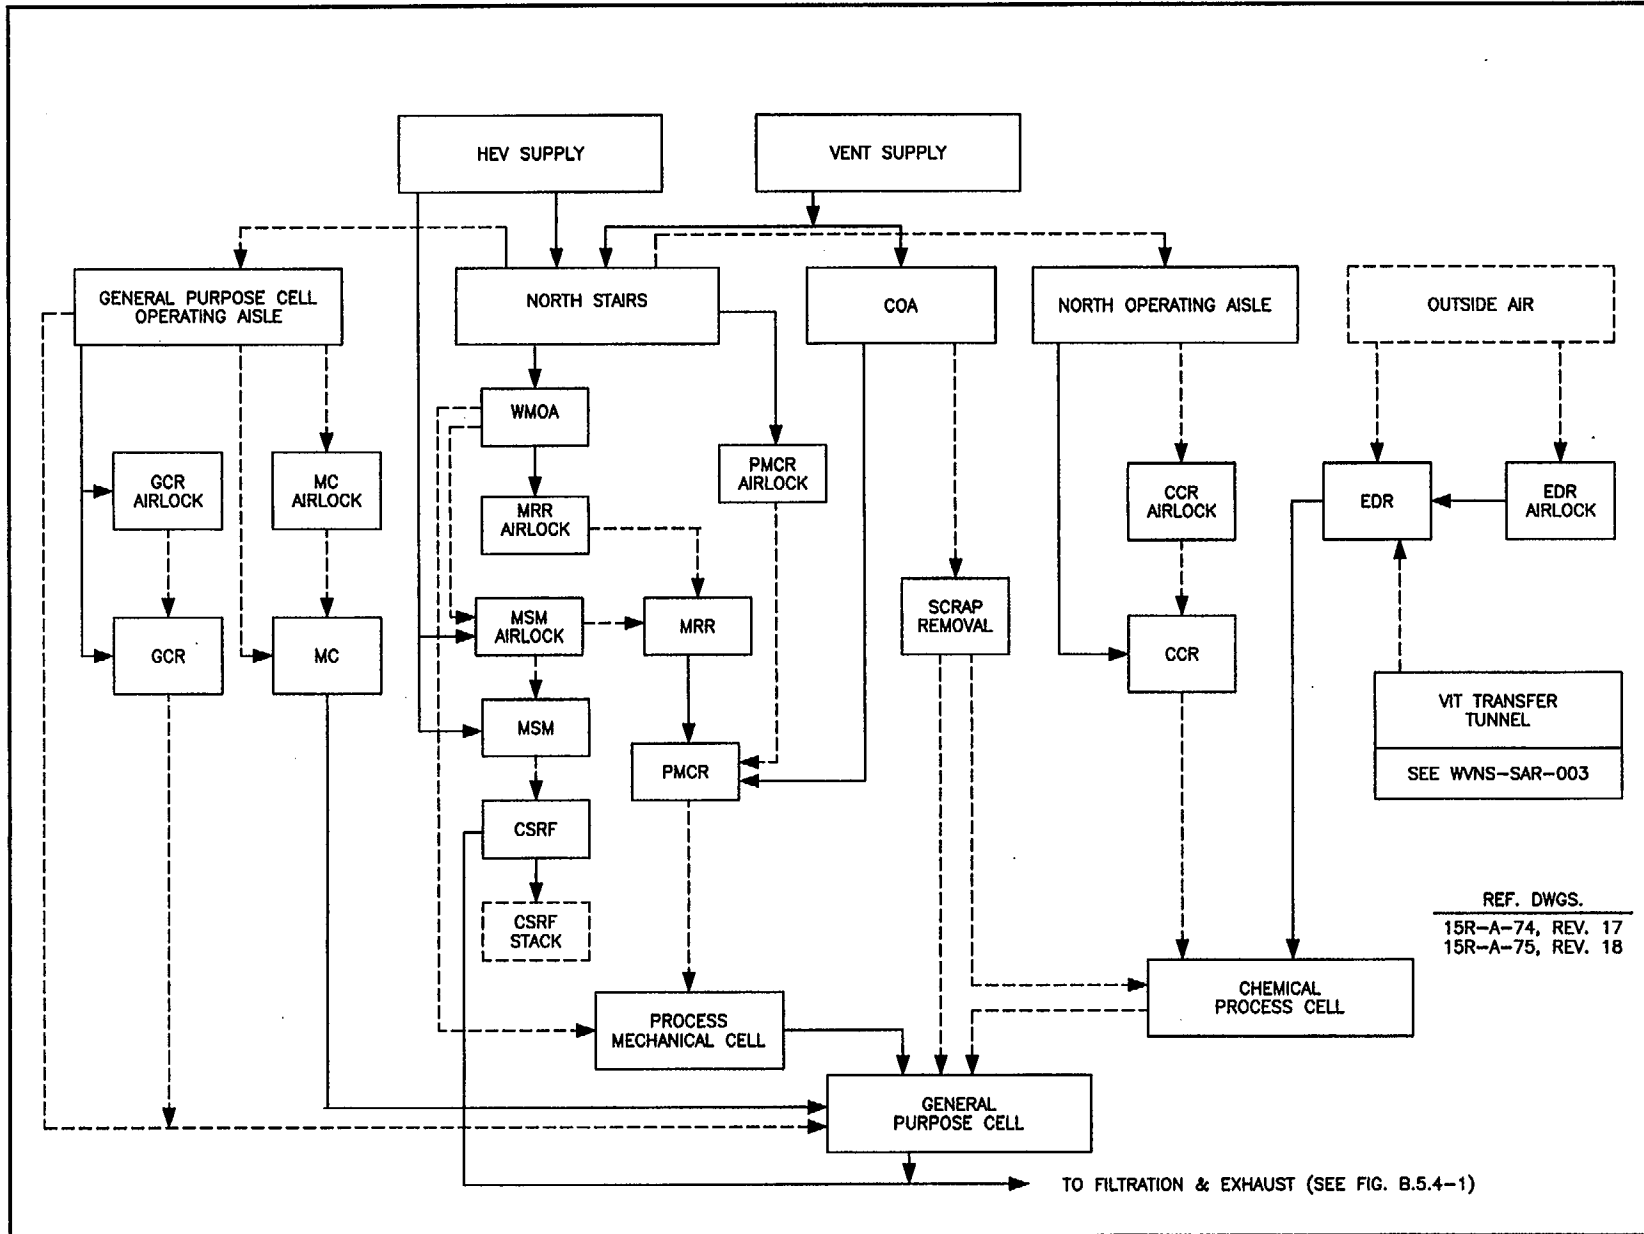 HEV SUPPLY
VENT SUPPLY
GENERAL PURPOSE CELL
OPERATING AISLE
NORTH STAIRS
COA
NORTH OPERATING AISLE
OUTSIDE AIR
WMOA
GCR
AIRLOCK
MC
AIRLOCK
MRR
AIRLOCK
PMCR
AIRLOCK
CCR
AIRLOCK
EDR
EDR
AIRLOCK
GCR
MC
MSM
AIRLOCK
MRR
SCRAP
REMOVAL
CCR
MSM
PMCR
VIT TRANSFER
TUNNEL
SEE WVNS-SAR-003
CSRF
CSRF
STACK
REF. DWGS.
15R-A-74, REV. 17
15R-A-75, REV. 18
PROCESS
MECHANICAL CELL
CHEMICAL
PROCESS CELL
GENERAL
PURPOSE CELL
TO FILTRATION & EXHAUST (SEE FIG. B.5.4-1)